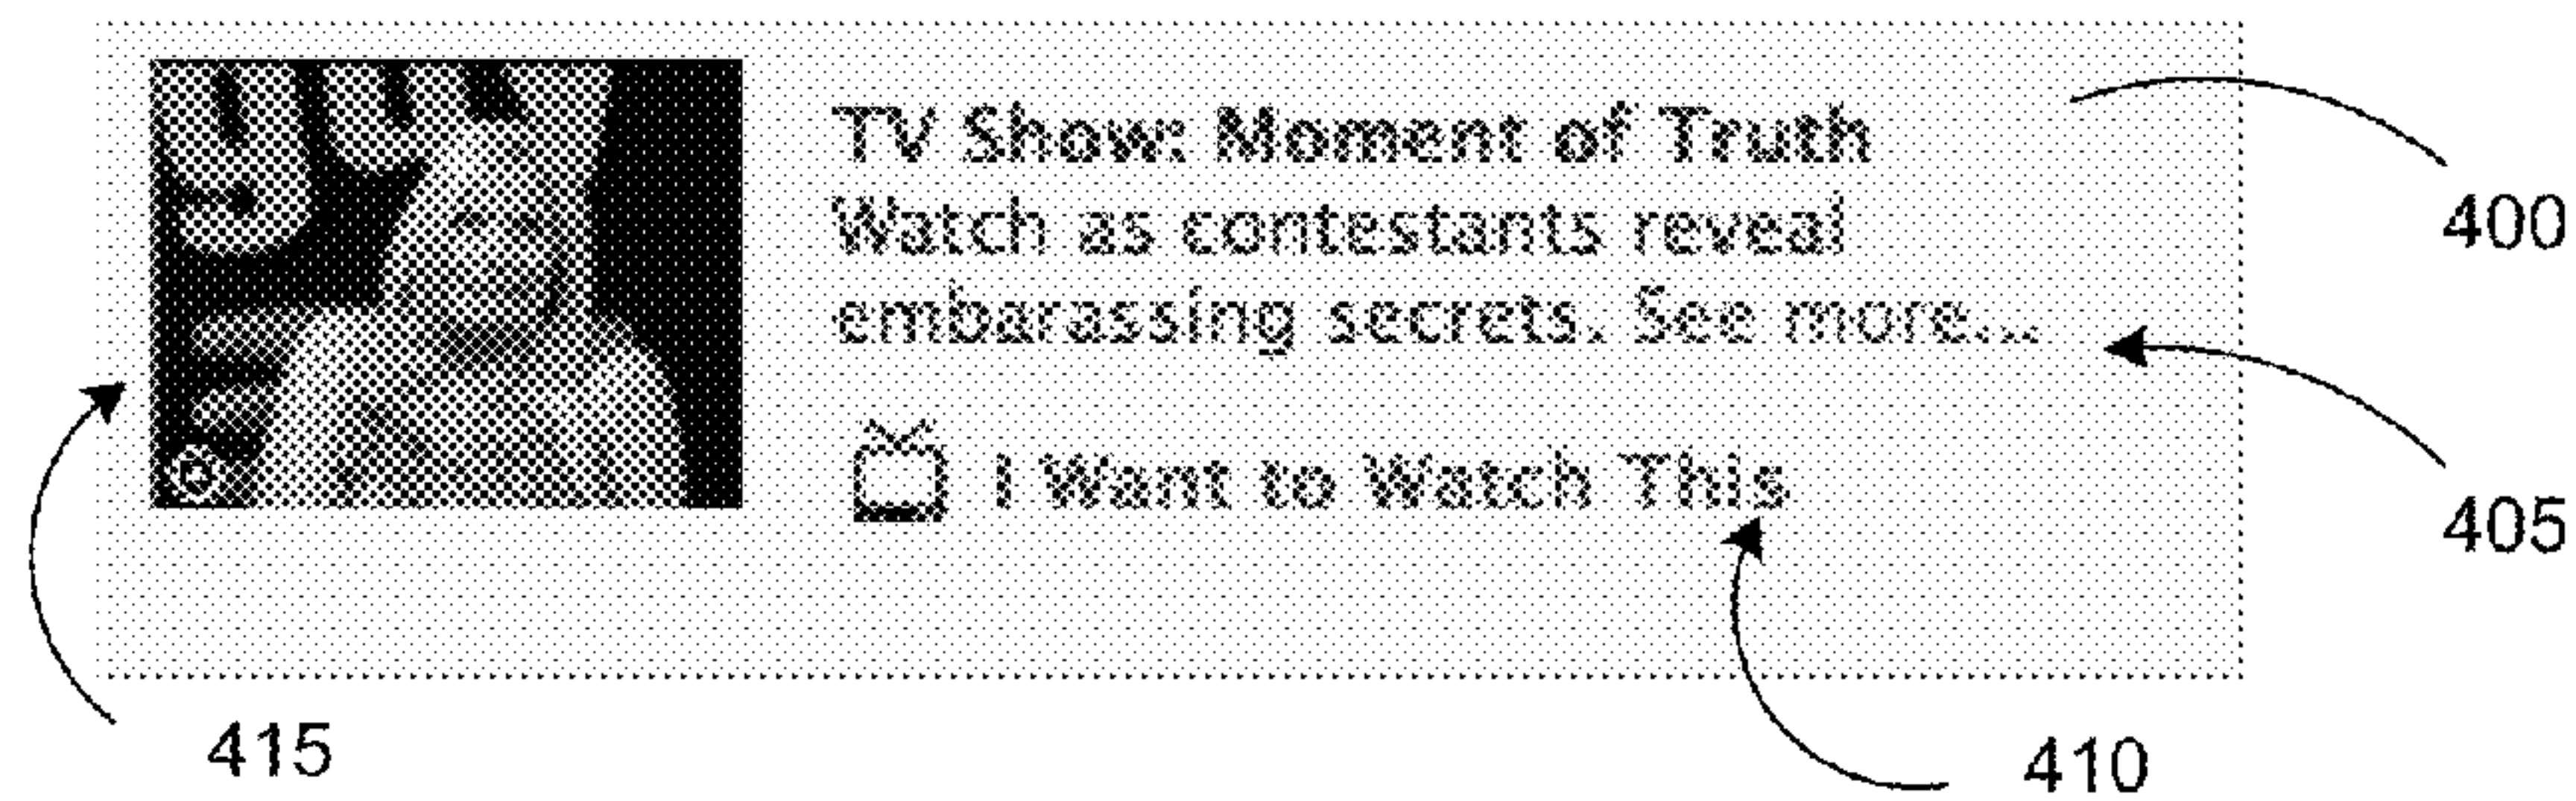 TV Show: Moment of Truth
Watch as contestants reveal
embarassing secrets. See more...
I Want to Watch This
400
405
410
415